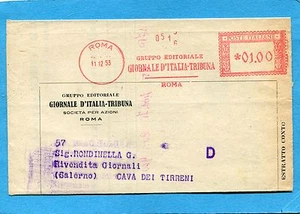 ROMA
11.12.53
051
GRUPPO EDITORIALE
GIORNALE D'ITALIA-TRIBUNA
ROMA
POSTE ITALIANE
*01.00
GRUPPO EDITORIALE
GIORNALE D'ITALIA-TRIBUNA
SOCIETÀ PER AZIONI
ROMA
57
D
Sig.RONDINELLA G.
Rivendita Giornali
(Salerno) CAVA DEI TIRRENI
ESTRATTO CONTO